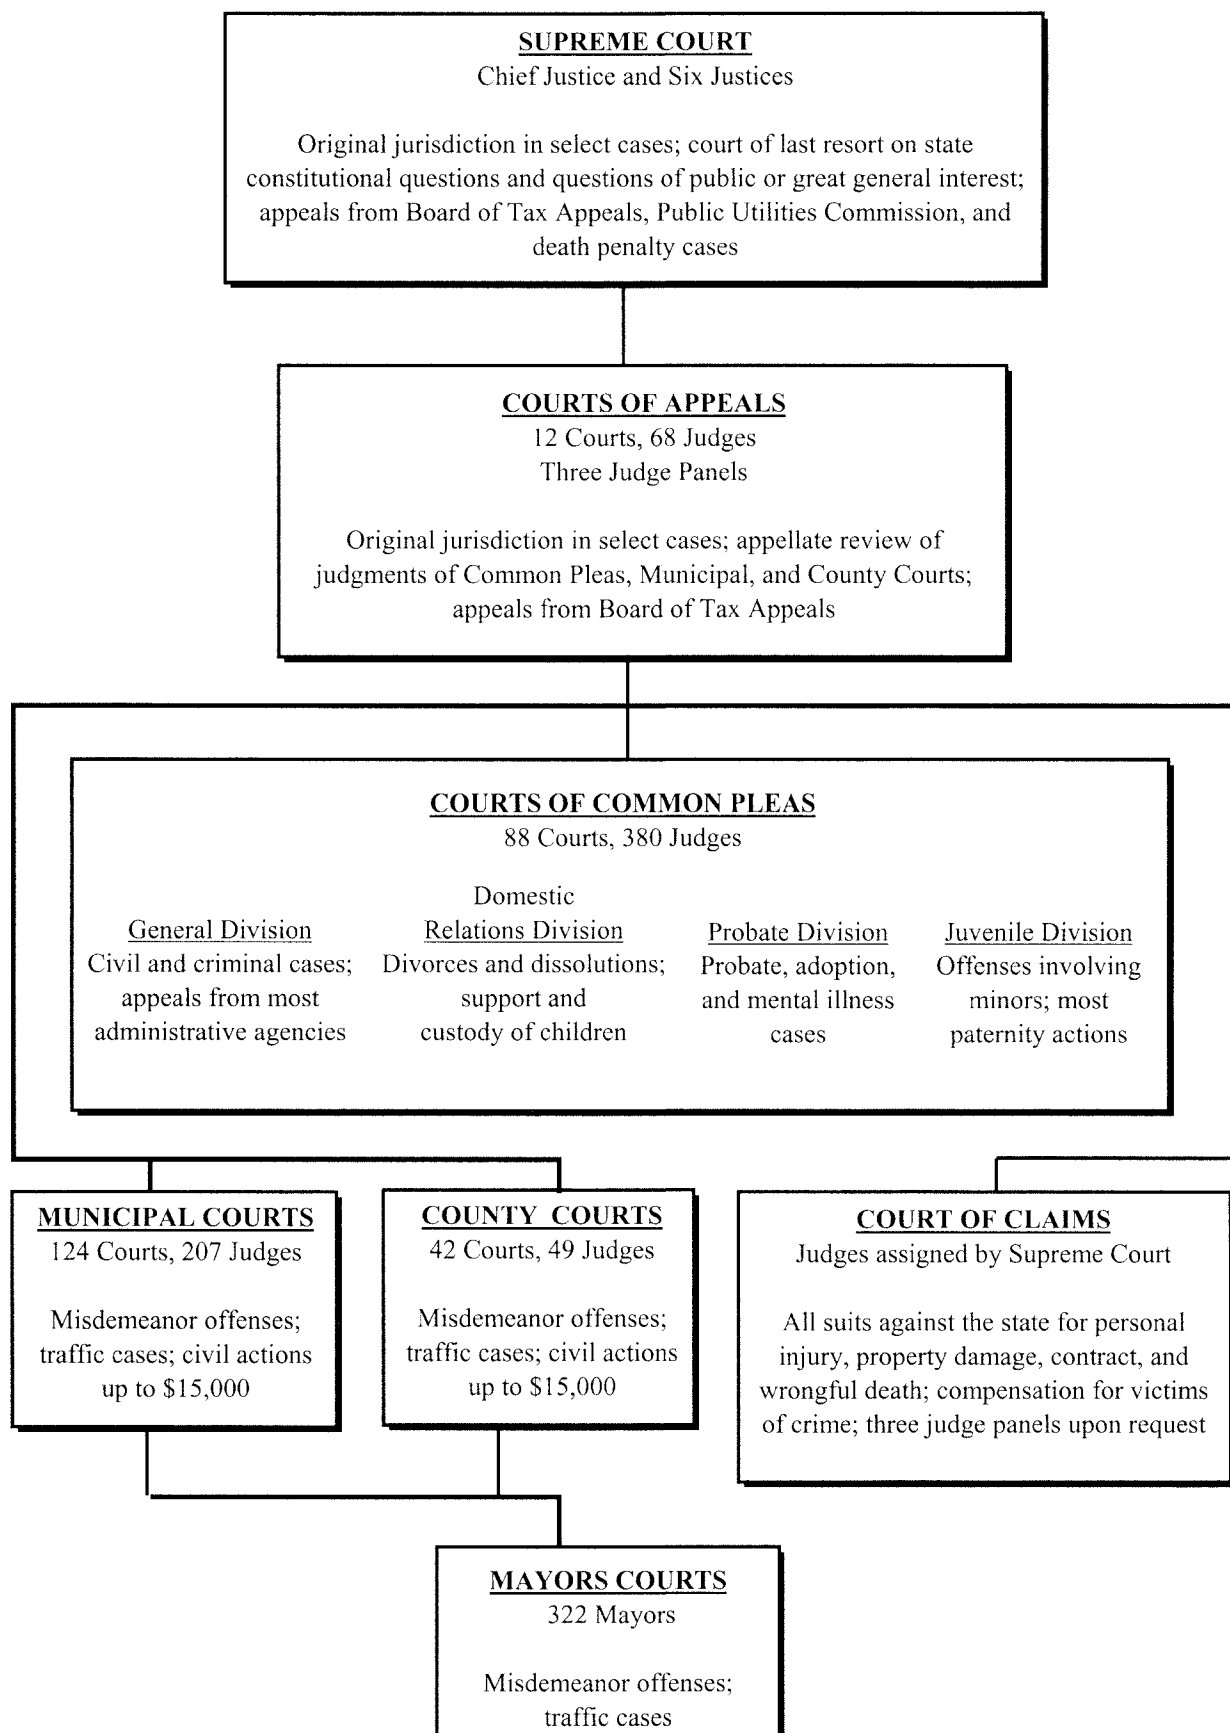 SUPREME COURT
Chief Justice and Six Justices
Original jurisdiction in select cases; court of last resort on state
constitutional questions and questions of public or great general interest;
appeals from Board of Tax Appeals, Public Utilities Commission, and
death penalty cases
COURTS OF APPEALS
12 Courts, 68 Judges
Three Judge Panels
Original jurisdiction in select cases; appellate review of
judgments of Common Pleas, Municipal, and County Courts;
appeals from Board of Tax Appeals
COURTS OF COMMON PLEAS
88 Courts, 380 Judges
General Division
Civil and criminal cases;
appeals from most
administrative agencies
Domestic
Relations Division
Divorces and dissolutions;
support and
custody of children
Probate Division
Probate, adoption,
and mental illness
cases
Juvenile Division
Offenses involving
minors; most
paternity actions
MUNICIPAL COURTS
124 Courts, 207 Judges
Misdemeanor offenses;
traffic cases; civil actions
up to $15,000
COUNTY COURTS
42 Courts, 49 Judges
Misdemeanor offenses;
traffic cases; civil actions
up to $15,000
COURT OF CLAIMS
Judges assigned by Supreme Court
All suits against the state for personal
injury, property damage, contract, and
wrongful death; compensation for victims
of crime; three judge panels upon request
MAYORS COURTS
322 Mayors
Misdemeanor offenses;
traffic cases